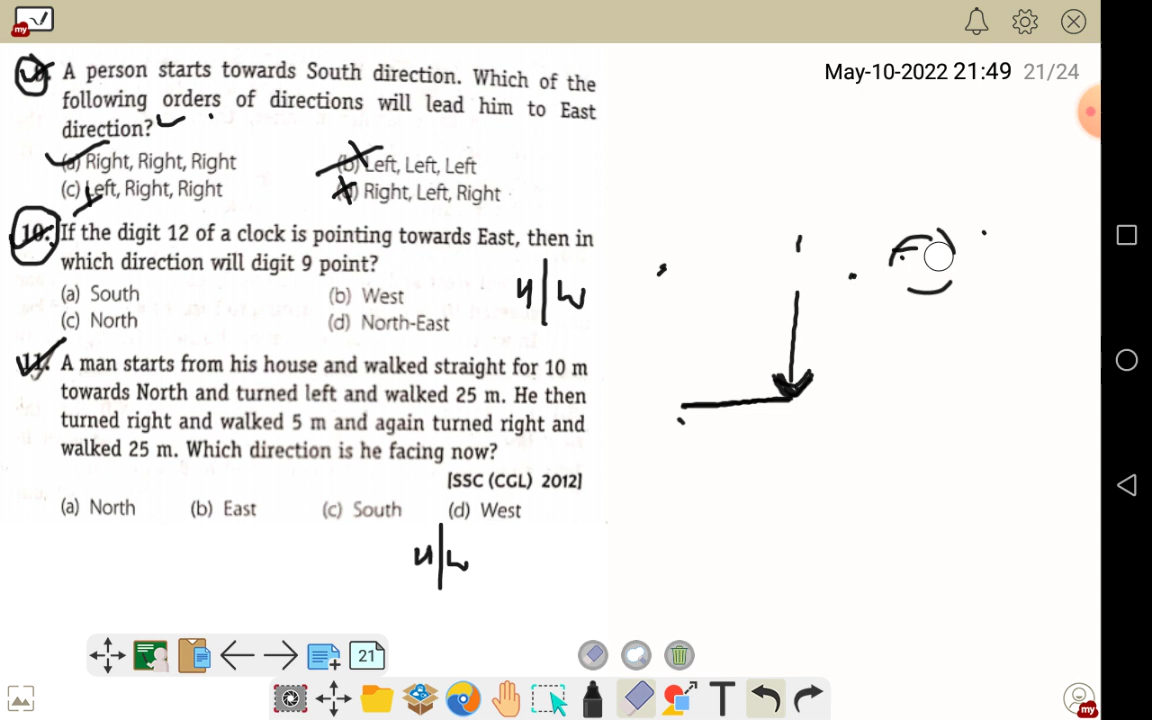 my
May-10-2022 21:49 21/24
A person starts towards South direction. Which of the
following orders of directions will lead him to East
direction?
(a) Right, Right, Right (b) Left, Left, Left
(c) Left, Right, Right (d) Right, Left, Right
10. If the digit 12 of a clock is pointing towards East, then in
which direction will digit 9 point?
(a) South (b) West
(c) North (d) North-East
H/W
11. A man starts from his house and walked straight for 10 m
towards North and turned left and walked 25 m. He then
turned right and walked 5 m and again turned right and
walked 25 m. Which direction is he facing now?
[SSC (CGL) 2012]
(a) North (b) East (c) South (d) West
H/W
21
T
my